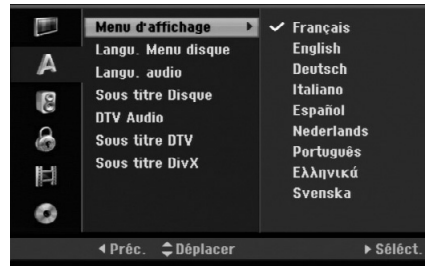 A
Menu d'affichage
Langu. Menu disque
Langu. audio
Sous titre Disque
DTV Audio
Sous titre DTV
Sous titre DivX
Français
English
Deutsch
Italiano
Español
Nederlands
Português
Ελληνικά
Svenska
Préc. Déplacer Séléct.